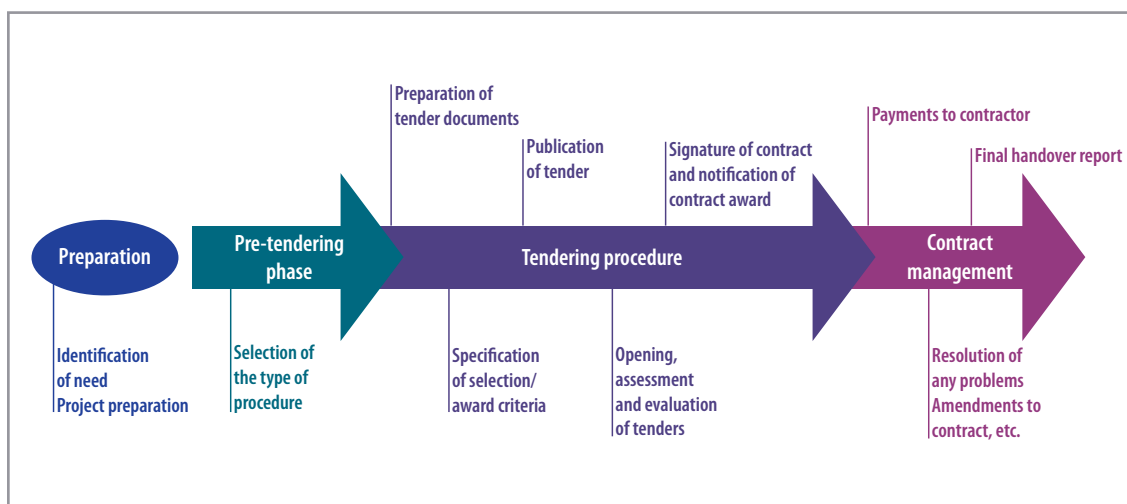 Preparation of
tender documents
Publication
of tender
Signature of contract
and notification of
contract award
Payments to contractor
Final handover report
Preparation
Pre-tendering
phase
Tendering procedure
Contract
management
Identification
of need
Project preparation
Selection of
the type of
procedure
Specification
of selection/
award criteria
Opening,
assessment
and evaluation
of tenders
Resolution of
any problems
Amendments to
contract, etc.